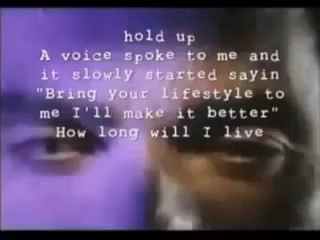 hold up
A voice spoke to me and
it slowly started sayin
"Bring your lifestyle to
me I'll make it better"
How long will I live